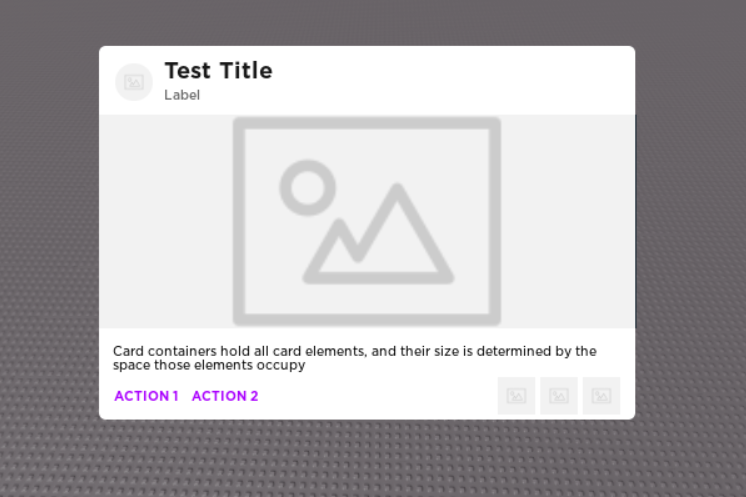 Test Title
Label
Card containers hold all card elements, and their size is determined by the
space those elements occupy
ACTION 1 ACTION 2